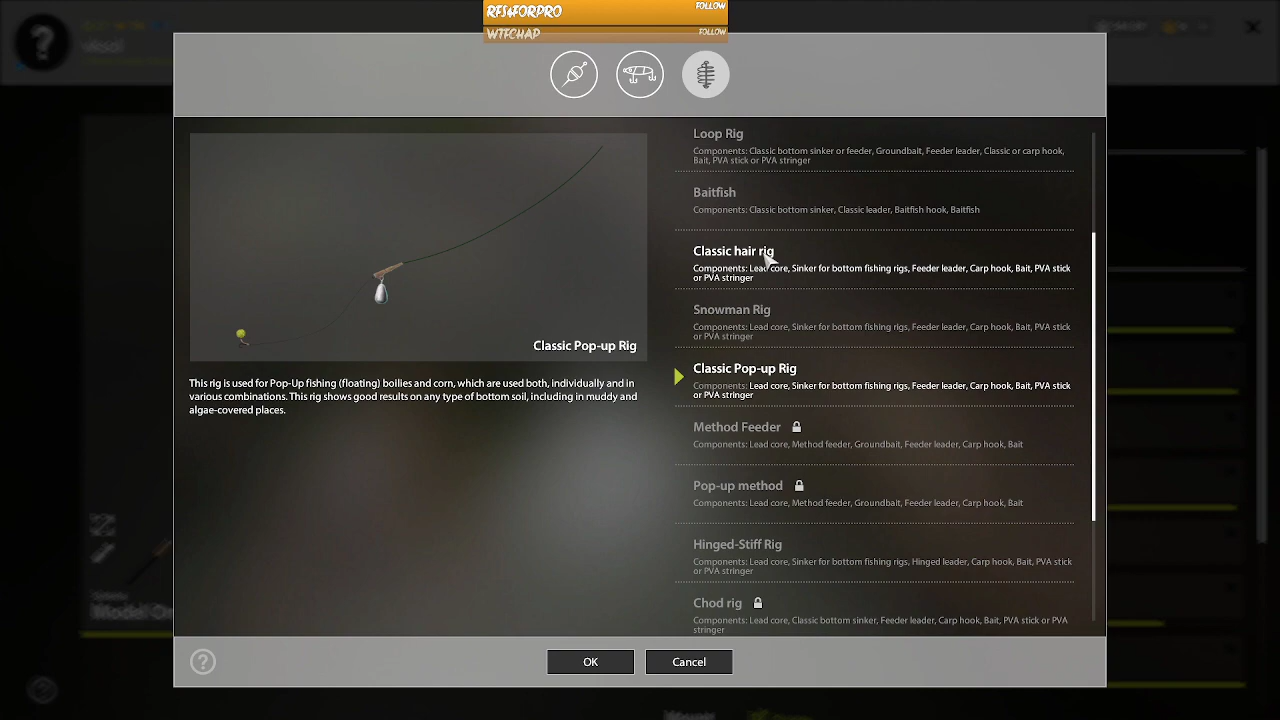 RFS4FORPRO
FOLLOW
WTFCHAP
FOLLOW
Classic Pop-up Rig
This rig is used for Pop-Up fishing (floating) boilies and corn, which are used both, individually and in
various combinations. This rig shows good results on any type of bottom soil, including in muddy and
algae-covered places.
Loop Rig
Components: Classic bottom sinker or feeder, Groundbait, Feeder leader, Classic or carp hook,
Bait, PVA stick or PVA stringer
Baitfish
Components: Classic bottom sinker, Classic leader, Baitfish hook, Baitfish
Classic hair rig
Components: Lead core, Sinker for bottom fishing rigs, Feeder leader, Carp hook, Bait, PVA stick
or PVA stringer
Snowman Rig
Components: Lead core, Sinker for bottom fishing rigs, Feeder leader, Carp hook, Bait, PVA stick
or PVA stringer
Classic Pop-up Rig
Components: Lead core, Sinker for bottom fishing rigs, Feeder leader, Carp hook, Bait, PVA stick
or PVA stringer
Method Feeder
Components: Lead core, Method feeder, Groundbait, Feeder leader, Carp hook, Bait
Pop-up method
Components: Lead core, Method feeder, Groundbait, Feeder leader, Carp hook, Bait
Hinged-Stiff Rig
Components: Lead core, Sinker for bottom fishing rigs, Hinged leader, Carp hook, Bait, PVA stick
or PVA stringer
Chod rig
Components: Lead core, Classic bottom sinker, Feeder leader, Carp hook, Bait, PVA stick or PVA
stringer
?
OK
Cancel